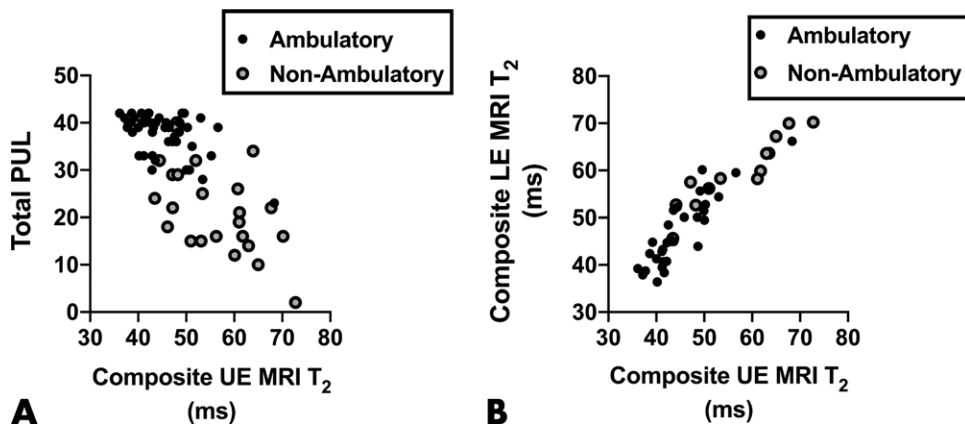 Ambulatory
Non-Ambulatory
Total PUL
50
40
30
20
10
0
30 40 50 60 70 80
Composite UE MRI T2
(ms)
A
Ambulatory
Non-Ambulatory
Composite LE MRI T2
(ms)
80
70
60
50
40
30
30 40 50 60 70 80
Composite UE MRI T2
(ms)
B